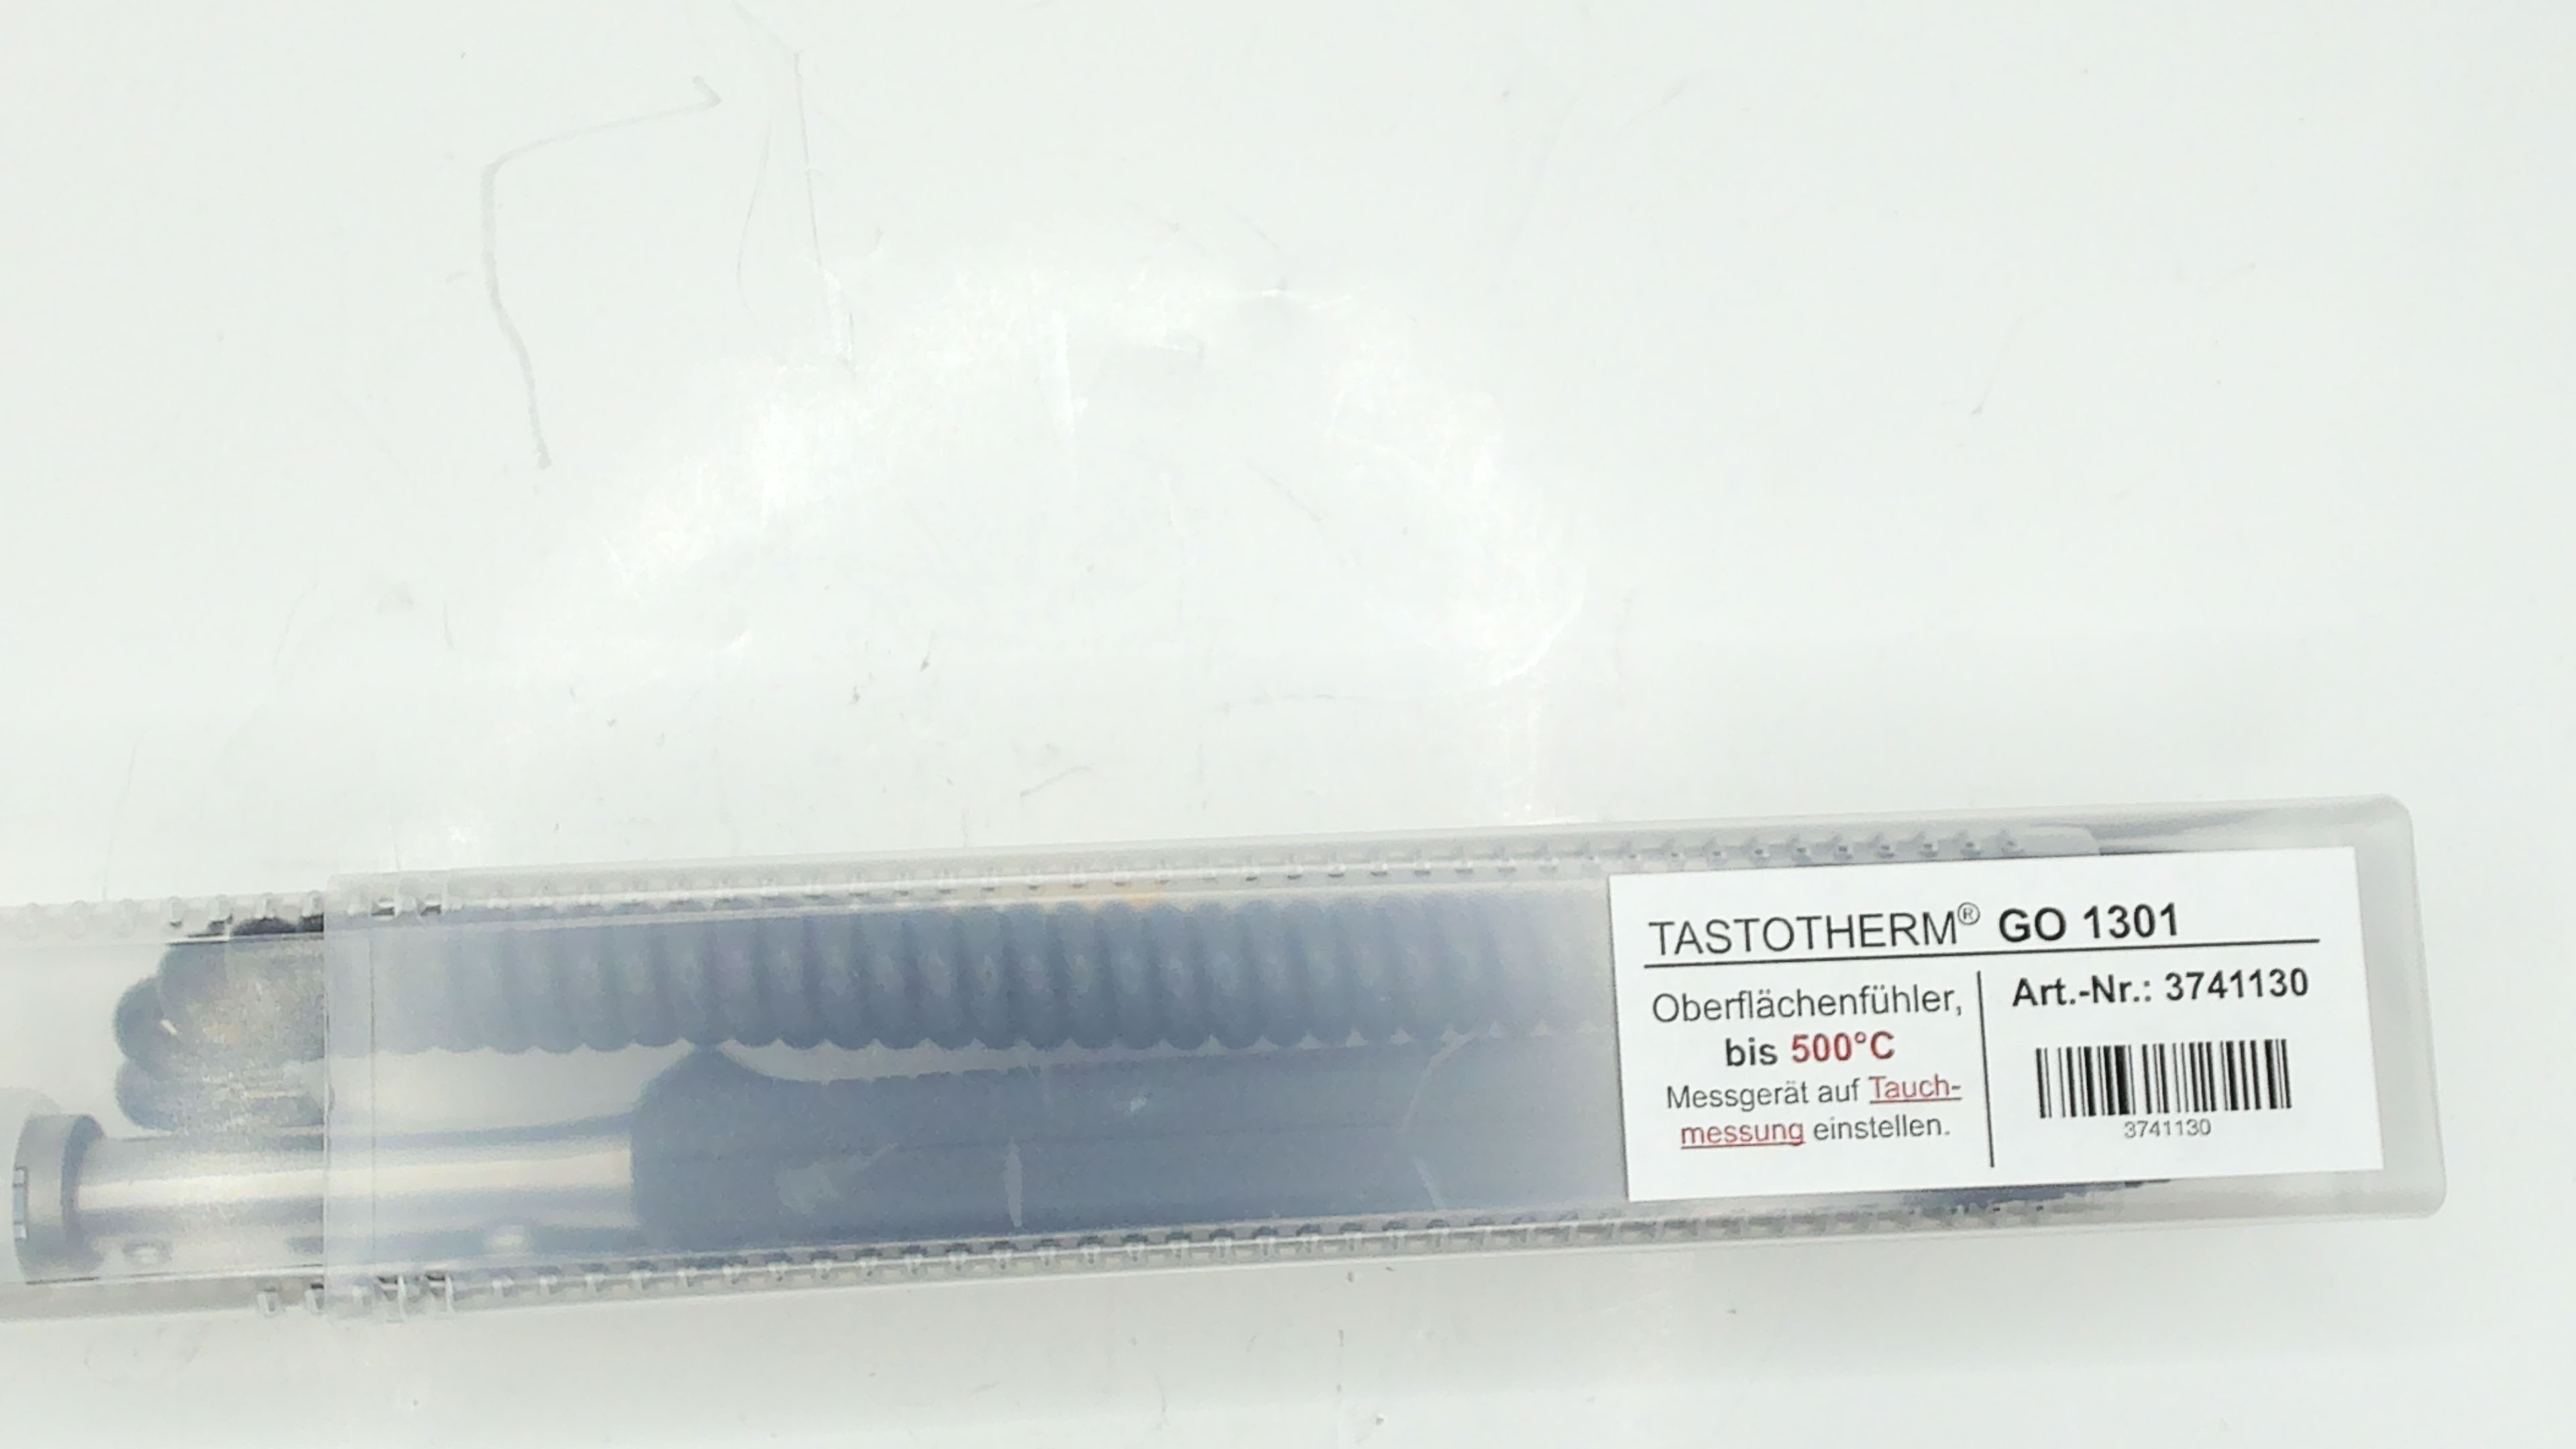 TASTOTHERM® GO 1301
Oberflächenfühler,
bis 500°C
Messgerät auf Tauch-
messung einstellen.
Art.-Nr.: 3741130
3741130